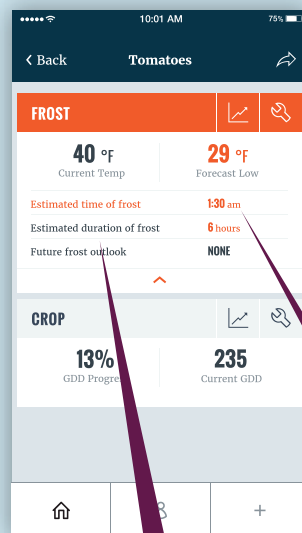 10:01 AM 75%
Back Tomatoes
FROST
40 °F 29 °F
Current Temp Forecast Low
Estimated time of frost 1:30 am
Estimated duration of frost 6 hours
Future frost outlook NONE
CROP
13% 235
GDD Progress Current GDD